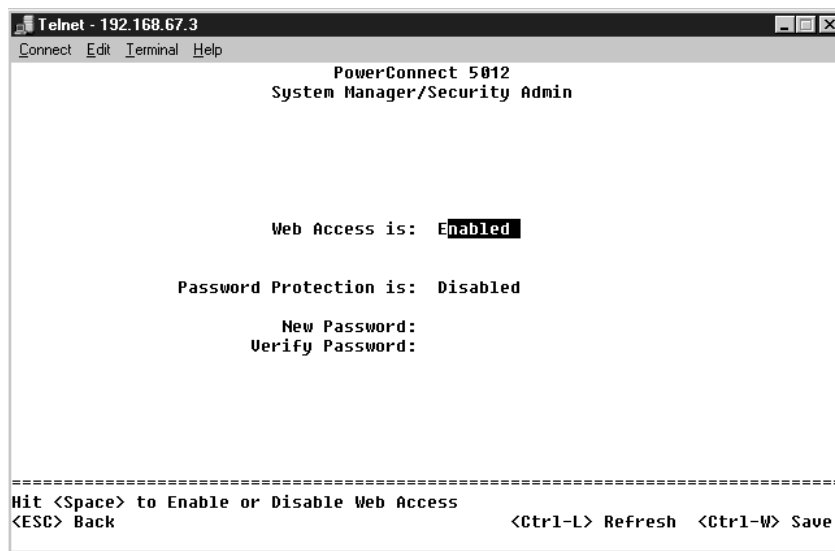 Telnet - 192.168.67.3
Connect Edit Terminal Help
PowerConnect 5012
System Manager/Security Admin
Web Access is: Enabled
Password Protection is: Disabled
New Password:
Verify Password:
================================================================================
Hit <Space> to Enable or Disable Web Access
<ESC> Back <Ctrl-L> Refresh <Ctrl-W> Save